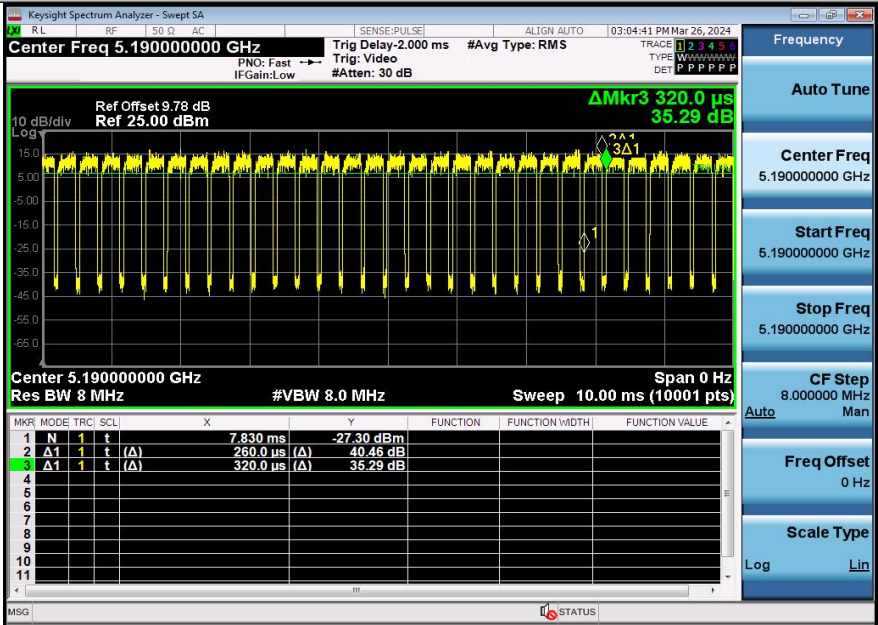 Keysight Spectrum Analyzer - Swept SA
LXI RL RF 50 Ω AC SENSE:PULSE ALIGN AUTO 03:04:41 PM Mar 26, 2024
Center Freq 5.190000000 GHz
PNO: Fast
IFGain:Low
Trig Delay-2.000 ms
Trig: Video
#Atten: 30 dB
#Avg Type: RMS
TRACE 1 2 3 4 5 6
TYPE WWWWWW
DET P P P P P P
ΔMkr3 320.0 µs
35.29 dB
Ref Offset 9.78 dB
10 dB/div Ref 25.00 dBm
Log
15.0
5.00
-5.00
-15.0
-25.0
-35.0
-45.0
-55.0
-65.0
2Δ1
3Δ1
1
Center 5.190000000 GHz Span 0 Hz
Res BW 8 MHz #VBW 8.0 MHz Sweep 10.00 ms (10001 pts)
MKR MODE TRC SCL X Y FUNCTION FUNCTION WIDTH FUNCTION VALUE
1 N 1 t 7.830 ms -27.30 dBm
2 Δ1 1 t (Δ) 260.0 µs (Δ) 40.46 dB
3 Δ1 1 t (Δ) 320.0 µs (Δ) 35.29 dB
4
5
6
7
8
9
10
11
MSG STATUS
Frequency
Auto Tune
Center Freq
5.190000000 GHz
Start Freq
5.190000000 GHz
Stop Freq
5.190000000 GHz
CF Step
8.000000 MHz
Auto Man
Freq Offset
0 Hz
Scale Type
Log Lin